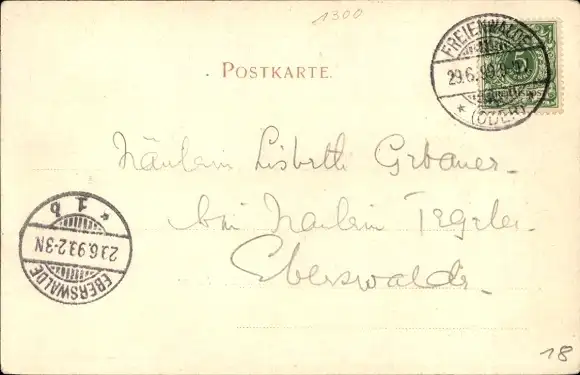 1300
POSTKARTE.
FREIENWALDE
29.6.99
* (ODER) *
5
Fräulein Lisbeth Grbauer
bei Fräulein Tegeler
Eberswalde
* 1 b
29.6.99.2-3N
EBERSWALDE
18